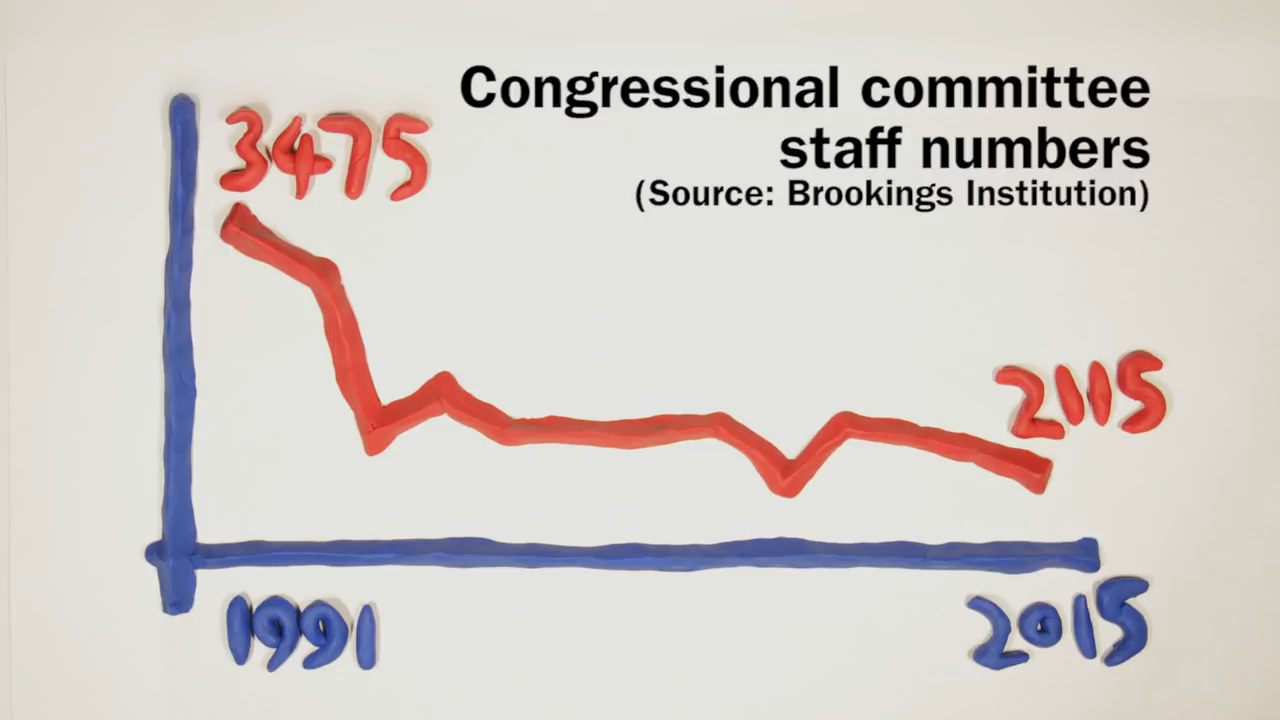 Congressional committee
staff numbers
(Source: Brookings Institution)
3475
2115
1991
2015